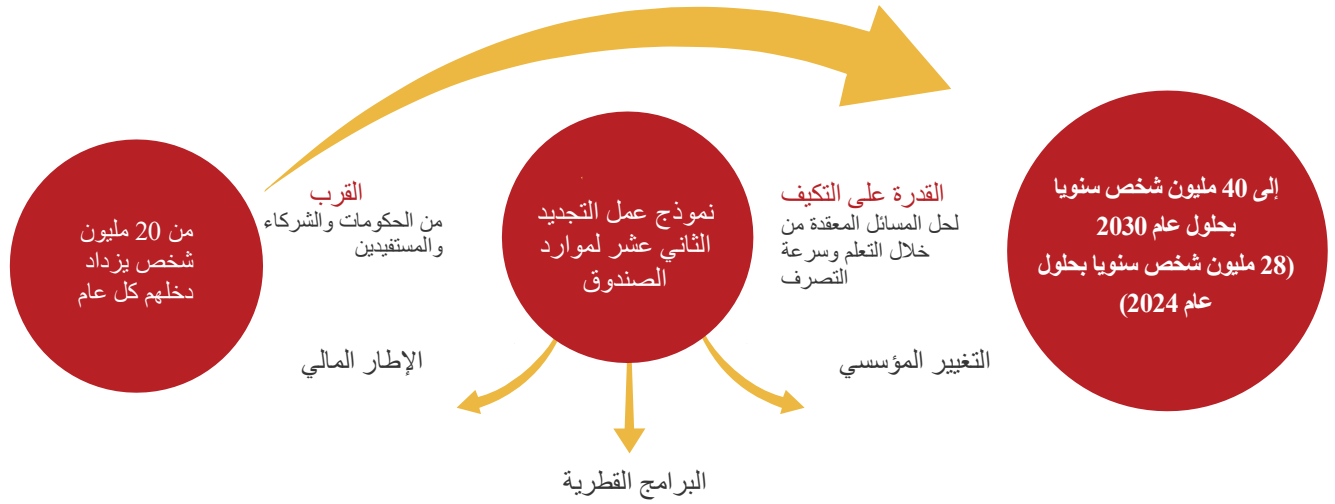 من 20 مليون
شخص يزداد
دخلهم كل عام
القرب
من الحكومات والشركاء
والمستفيدين
نموذج عمل التجديد
الثاني عشر لموارد
الصندوق
القدرة على التكيف
لحل المسائل المعقدة من
خلال التعلم وسرعة
التصرف
إلى 40 مليون شخص سنويا
بحلول عام 2030
(28 مليون شخص سنويا بحلول
عام 2024)
الإطار المالي
البرامج القطرية
التغيير المؤسسي